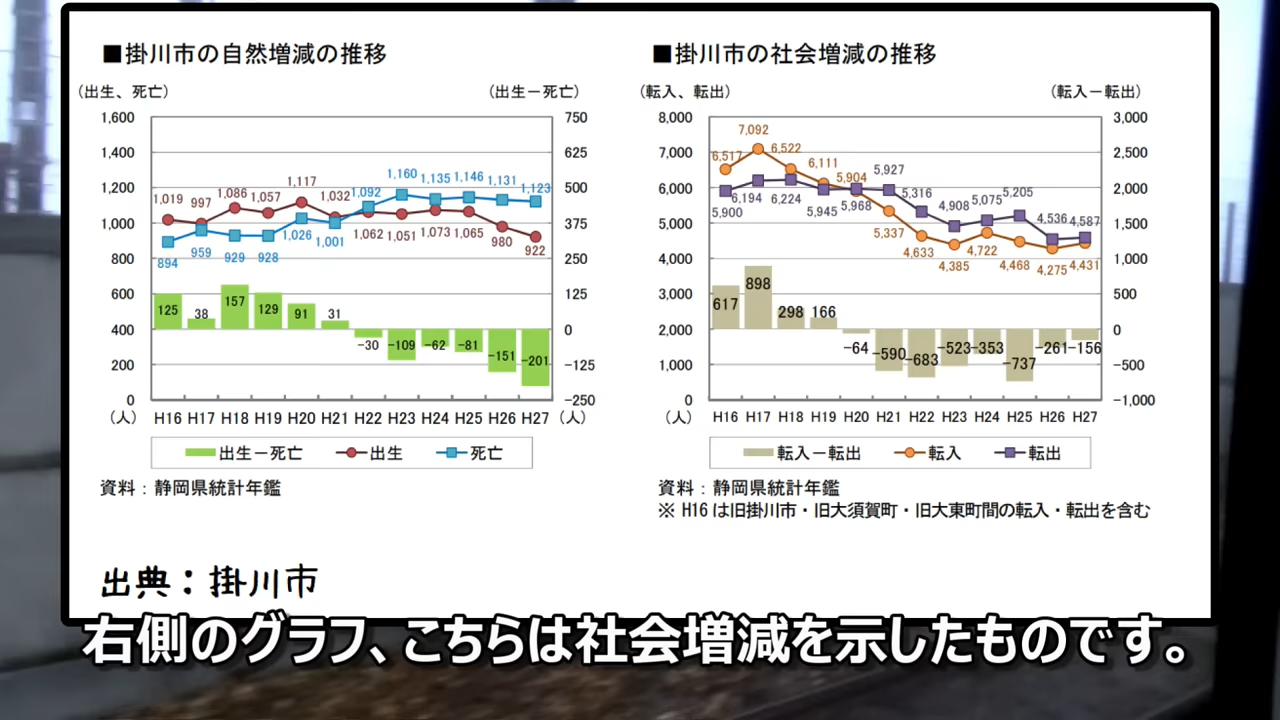 ■掛川市の自然増減の推移
(出生、死亡) (出生－死亡)
1,600 750
1,400 625
1,200 500
1,000 375
800 250
600 125
400 0
200 −125
0 −250
1,019 997 1,086 1,057 1,117 1,032 1,062 1,051 1,073 1,065 980 922
894 959 929 928 1,026 1,001 1,092 1,160 1,135 1,146 1,131 1,123
125 38 157 129 91 31 −30 −109 −62 −81 −151 −201
(人) H16 H17 H18 H19 H20 H21 H22 H23 H24 H25 H26 H27 (人)
出生－死亡 出生 死亡
資料：静岡県統計年鑑
■掛川市の社会増減の推移
(転入、転出) (転入－転出)
8,000 3,000
7,000 2,500
6,000 2,000
5,000 1,500
4,000 1,000
3,000 500
2,000 0
1,000 −500
0 −1,000
6,517 7,092 6,522 6,111 5,904 5,337 4,633 4,385 4,722 4,468 4,275 4,431
5,900 6,194 6,224 5,945 5,968 5,927 5,316 4,908 5,075 5,205 4,536 4,587
617 898 298 166 −64 −590 −683 −523 −353 −737 −261 −156
(人) H16 H17 H18 H19 H20 H21 H22 H23 H24 H25 H26 H27
転入－転出 転入 転出
資料：静岡県統計年鑑
※ H16 は旧掛川市・旧大須賀町・旧大東町間の転入・転出を含む
出典：掛川市
右側のグラフ、こちらは社会増減を示したものです。